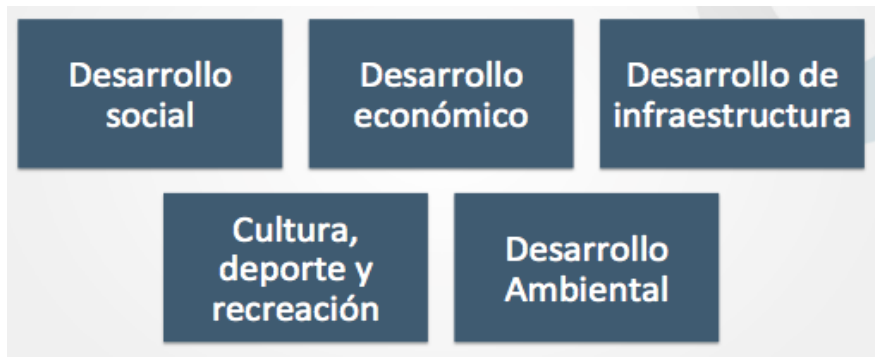 Desarrollo
social
Desarrollo
económico
Desarrollo de
infraestructura
Cultura,
deporte y
recreación
Desarrollo
Ambiental